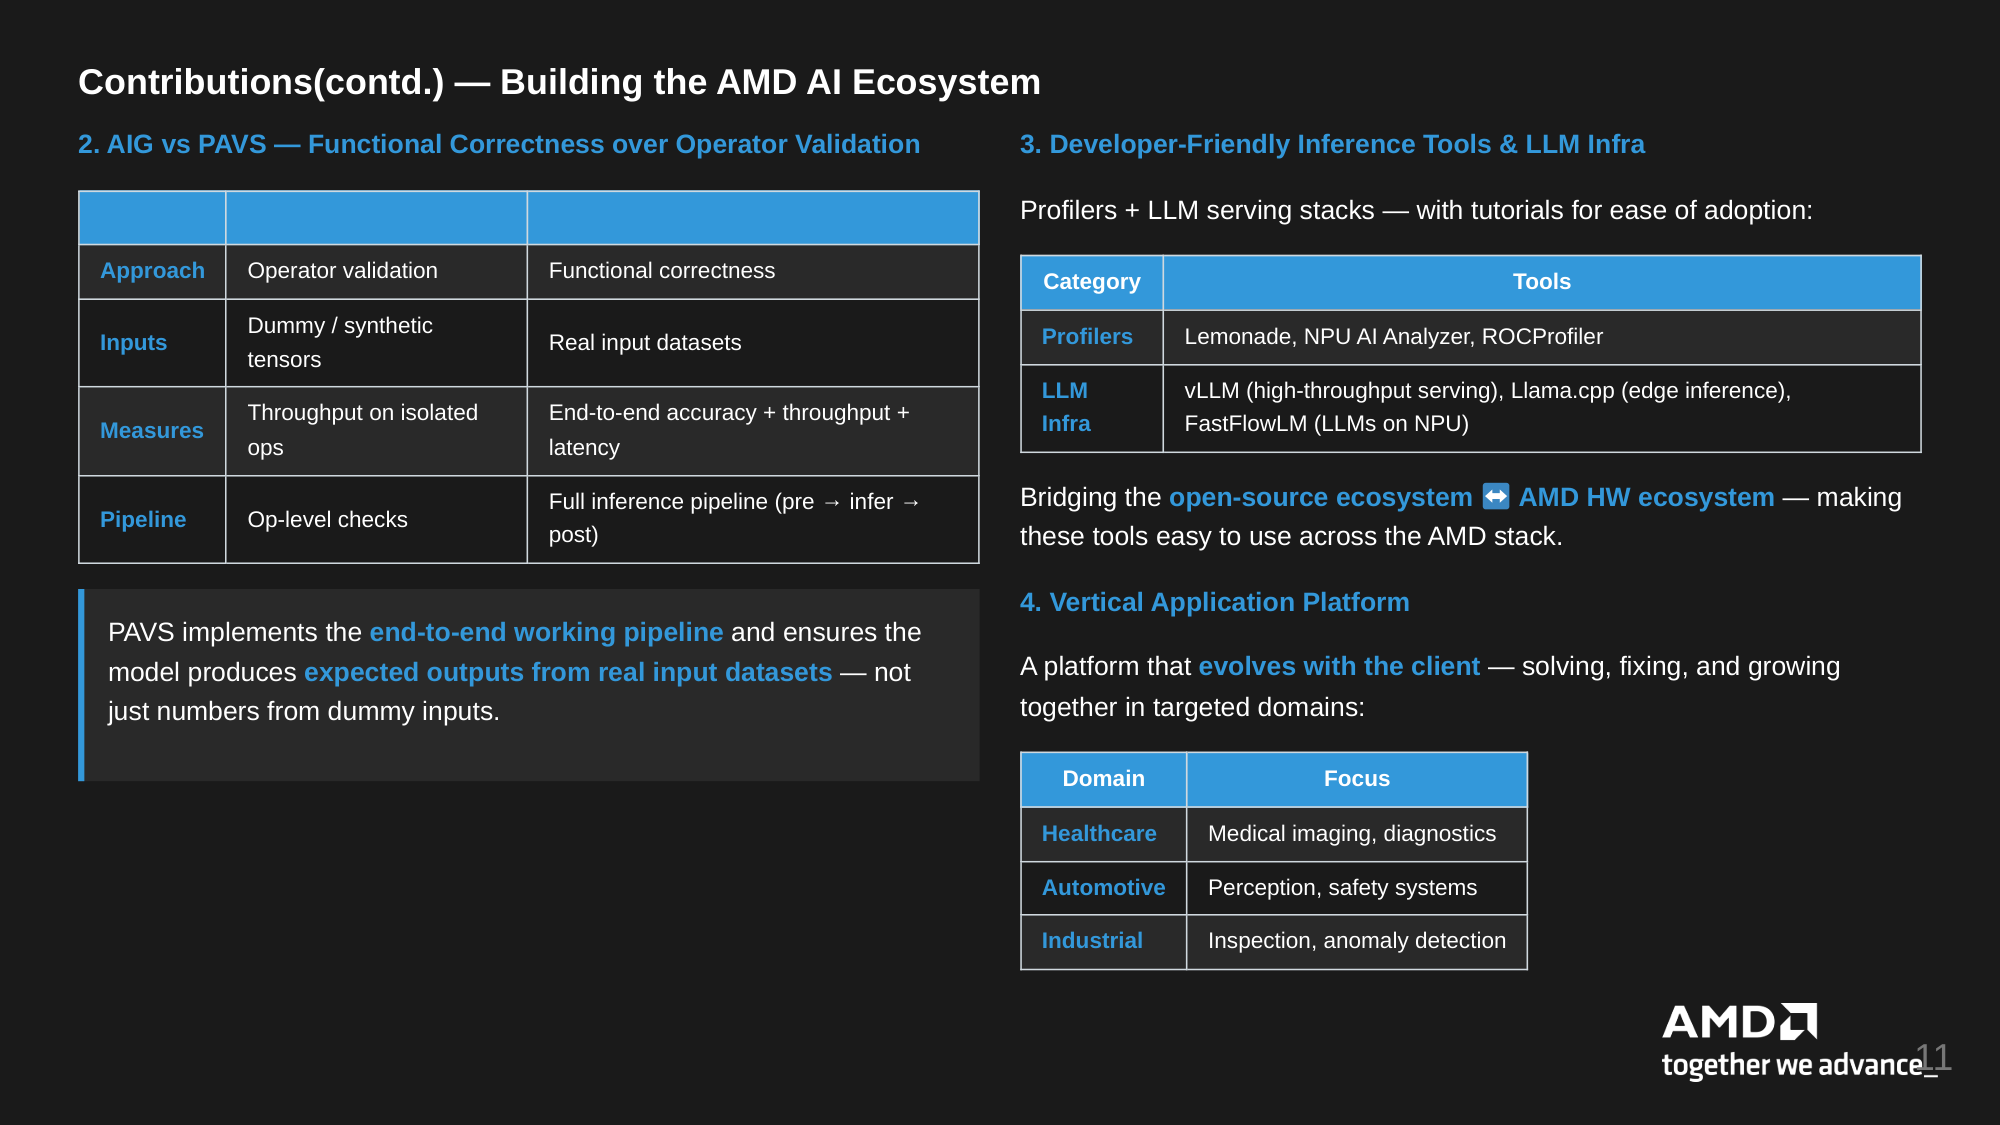 Contributions(contd.) — Building the AMD AI Ecosystem
2. AIG vs PAVS — Functional Correctness over Operator Validation
Approach Operator validation Functional correctness
Inputs Dummy / synthetic tensors Real input datasets
Measures Throughput on isolated ops End-to-end accuracy + throughput + latency
Pipeline Op-level checks Full inference pipeline (pre → infer → post)
PAVS implements the end-to-end working pipeline and ensures the
model produces expected outputs from real input datasets — not
just numbers from dummy inputs.
3. Developer-Friendly Inference Tools & LLM Infra
Profilers + LLM serving stacks — with tutorials for ease of adoption:
Category Tools
Profilers Lemonade, NPU AI Analyzer, ROCProfiler
LLM Infra vLLM (high-throughput serving), Llama.cpp (edge inference), FastFlowLM (LLMs on NPU)
Bridging the open-source ecosystem ↔️ AMD HW ecosystem — making
these tools easy to use across the AMD stack.
4. Vertical Application Platform
A platform that evolves with the client — solving, fixing, and growing
together in targeted domains:
Domain Focus
Healthcare Medical imaging, diagnostics
Automotive Perception, safety systems
Industrial Inspection, anomaly detection
AMD
together we advance_
11